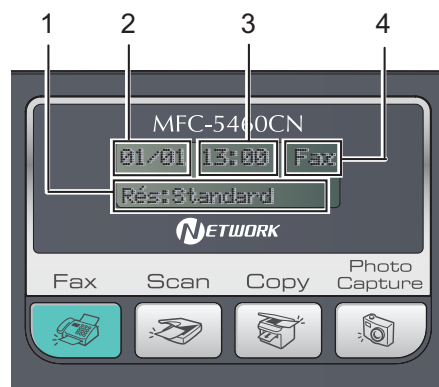 1 2 3 4
MFC-5460CN
01/01 13:00 Fax
Rés:Standard
NETWORK
Fax Scan Copy Photo Capture